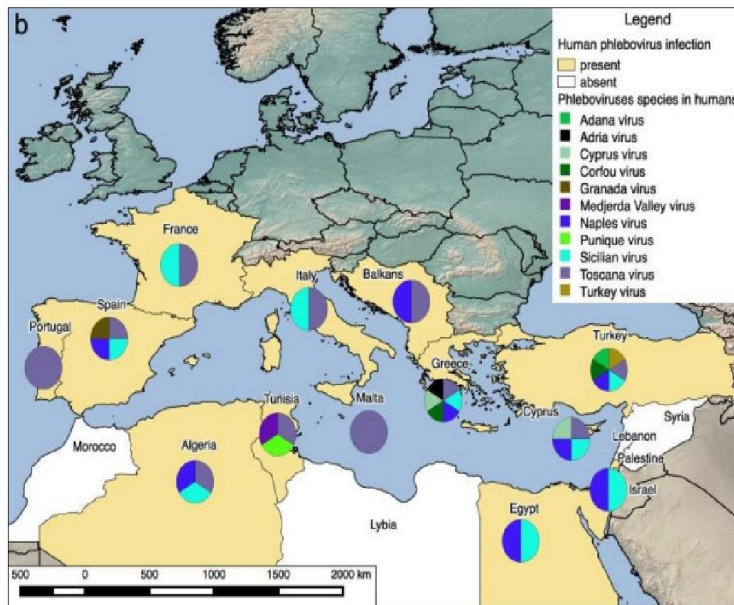 b
Legend
Human phlebovirus infection
present
absent
Phleboviruses species in humans
Adana virus
Adria virus
Cyprus virus
Corfou virus
Granada virus
Medjerda Valley virus
Naples virus
Punique virus
Sicilian virus
Toscana virus
Turkey virus
France
Italy
Balkans
Spain
Portugal
Turkey
Greece
Tunisia
Malta
Cyprus
Syria
Lebanon
Morocco
Algeria
Palestine
Israel
Egypt
Lybia
500 0 500 1000 1500 2000 km